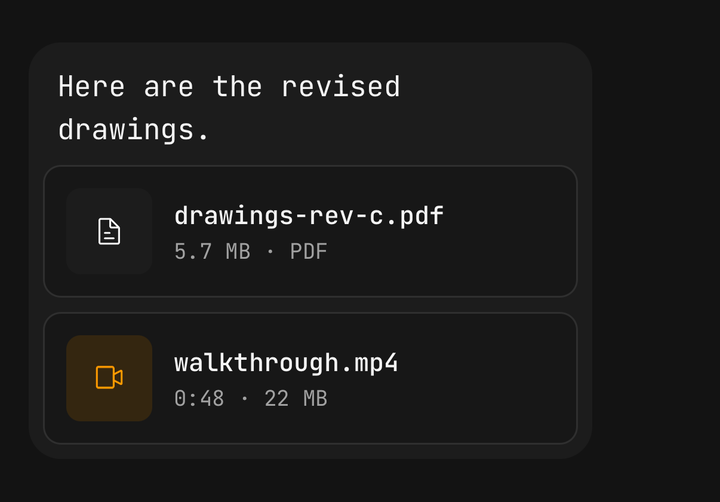 Here are the revised
drawings.
drawings-rev-c.pdf
5.7 MB · PDF
walkthrough.mp4
0:48 · 22 MB